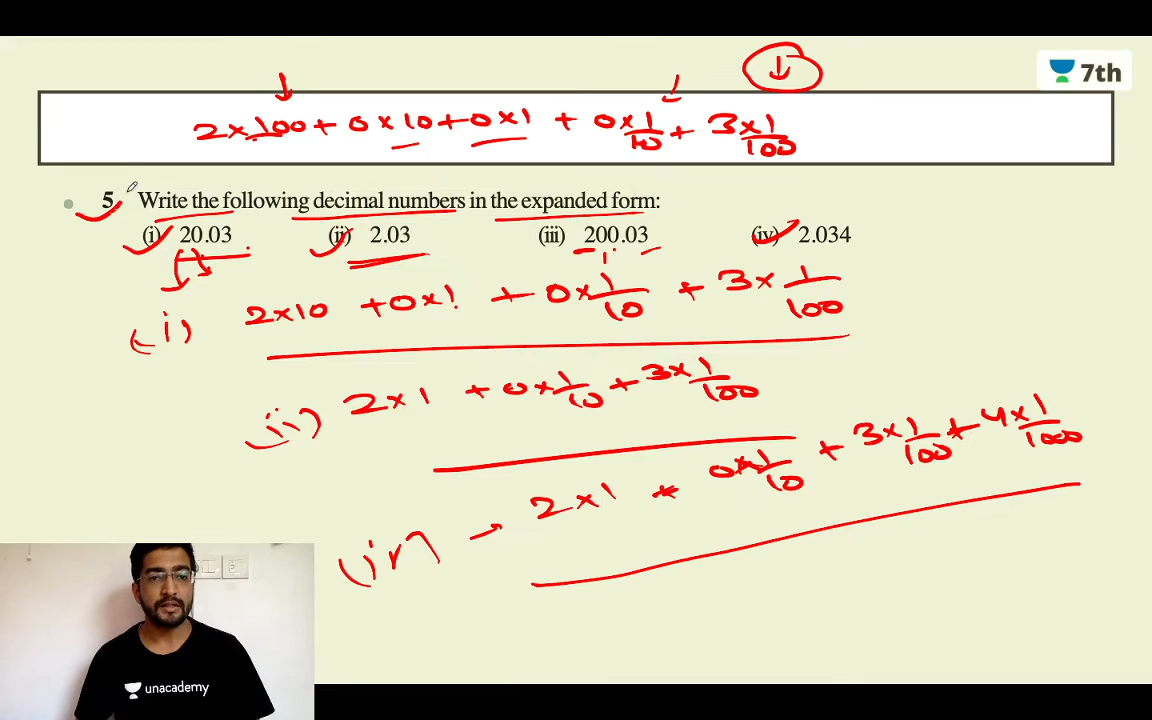 7th
2×100+0×10+0×1 + 0×1/10 + 3×1/100
5. Write the following decimal numbers in the expanded form:
(i) 20.03 (ii) 2.03 (iii) 200.03 (iv) 2.034
(i) 2×10 +0×1 +0×1/10 + 3×1/100
(ii) 2×1 +0×1/10+3×1/100
(iv) → 2×1 + 0×1/10 + 3×1/100+4×1/1000
unacademy